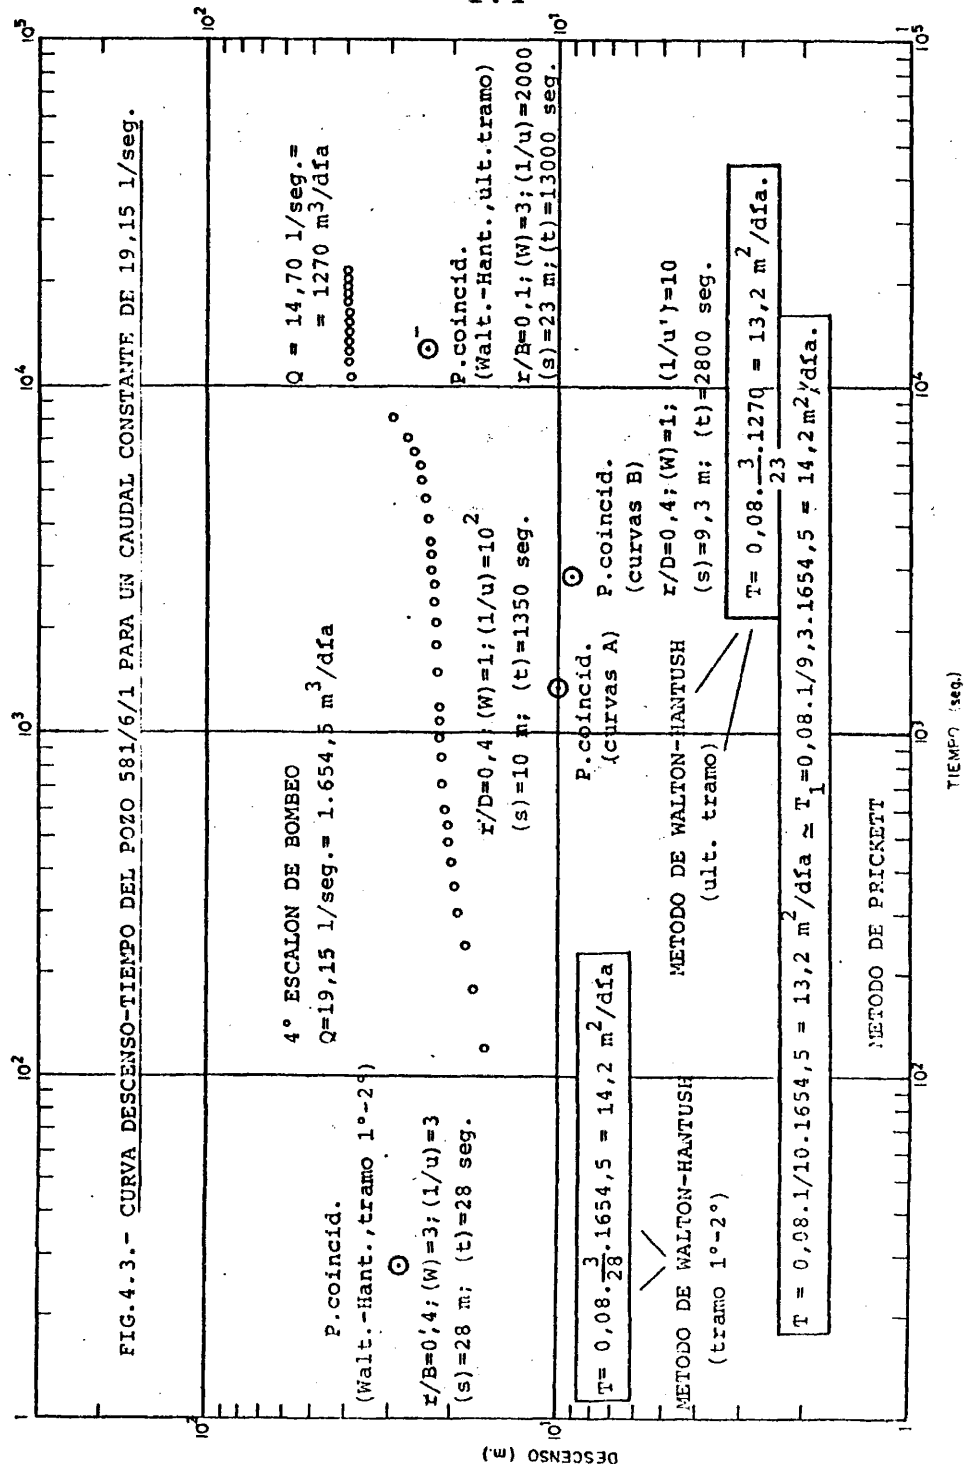 FIG.4.3.- CURVA DESCENSO-TIEMPO DEL POZO 581/6/1 PARA UN CAUDAL CONSTANTE DE 19,15 l/seg.
1
10²
10³
10⁴
10⁵
10²
10²
10¹
10¹
1
1
10²
10³
10⁴
10⁵
DESCENSO (m.)
TIEMPO (seg.)
P.coincid.
(Walt.-Hant.,tramo 1°-2°)
r/B=0,4;(W)=3;(1/u)=3
(s)=28 m; (t)=28 seg.
4° ESCALON DE BOMBEO
Q=19,15 l/seg.= 1.654,5 m³/día
Q = 14,70 l/seg.=
= 1270 m³/día
P.coincid.
(Walt.-Hant.,ult.tramo)
r/B=0,1;(W)=3;(1/u)=2000
(s)=23 m;(t)=13000 seg.
r/D=0,4;(W)=1;(1/u)=10²
(s)=10 m; (t)=1350 seg.
P.coincid.
(curvas A)
P.coincid.
(curvas B)
r/D=0,4;(W)=1; (1/u')=10
(s)=9,3 m; (t)=2800 seg.
T= 0,08.3/28.1654,5 = 14,2 m²/día
METODO DE WALTON-HANTUSH
(tramo 1°-2°)
METODO DE WALTON-HANTUSH
(ult. tramo)
T= 0,08.3/23.1270 = 13,2 m²/día.
T = 0,08.1/10.1654,5 = 13,2 m²/día ≃ T₁=0,08.1/9,3.1654,5 = 14,2 m²/día.
METODO DE PRICKETT